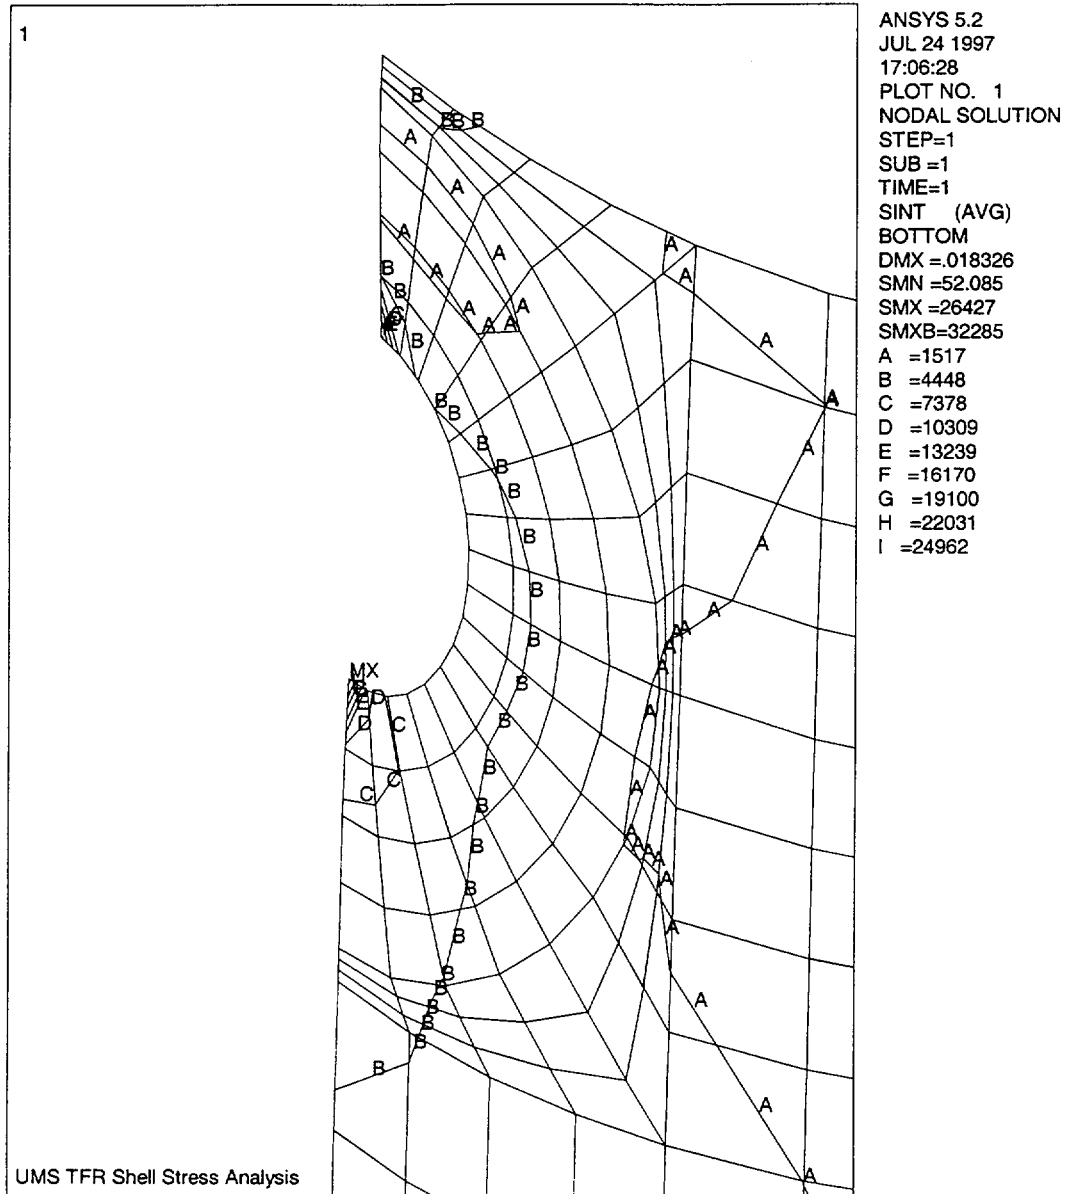 1
ANSYS 5.2
JUL 24 1997
17:06:28
PLOT NO. 1
NODAL SOLUTION
STEP=1
SUB =1
TIME=1
SINT (AVG)
BOTTOM
DMX =.018326
SMN =52.085
SMX =26427
SMXB=32285
A =1517
B =4448
C =7378
D =10309
E =13239
F =16170
G =19100
H =22031
I =24962
B
B B B
A
A
A
A
B
A
B
A
A
C
A A
B
B
B
B
B
B
B
B
B
A
A
A
A
A
A
A
A A
A
A
B
MX
B
D
D
C
B
A
C
C
B
A
B
A
A
A
A
B
A
B
A
B
B
B
A
B
B
B
B
A
A
UMS TFR Shell Stress Analysis